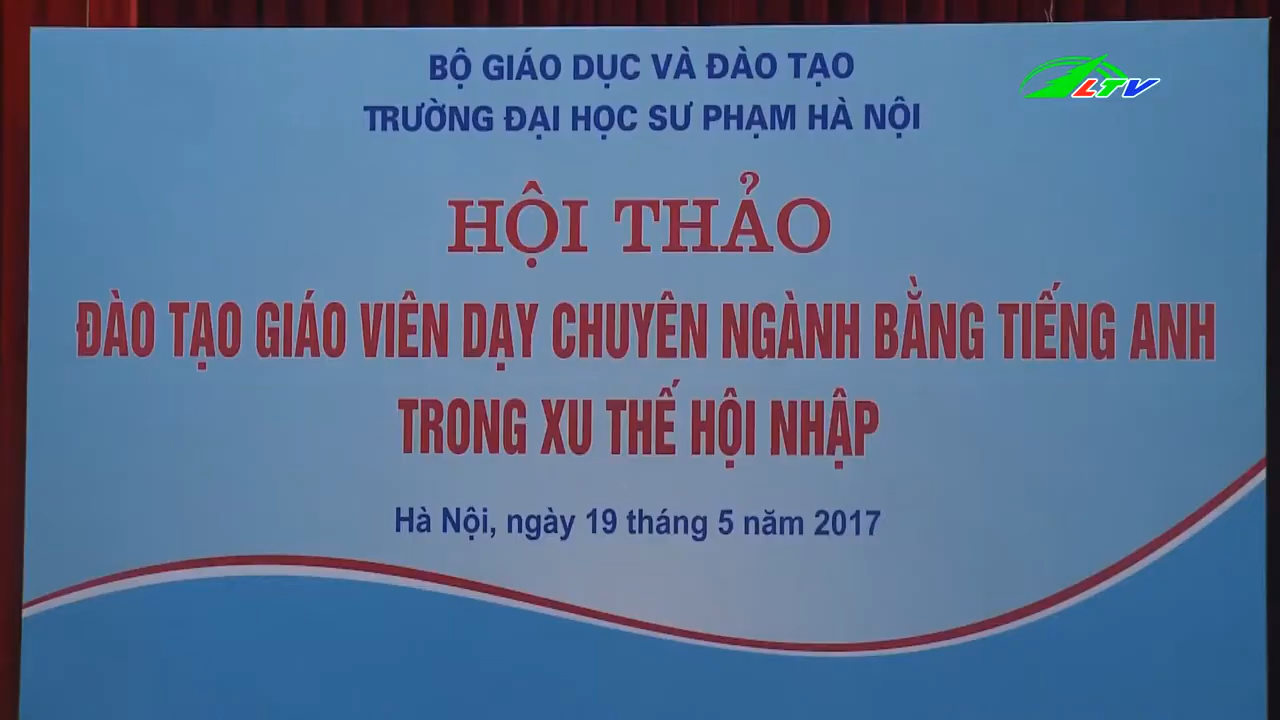 BỘ GIÁO DỤC VÀ ĐÀO TẠO
TRƯỜNG ĐẠI HỌC SƯ PHẠM HÀ NỘI
LTV
HỘI THẢO
ĐÀO TẠO GIÁO VIÊN DẠY CHUYÊN NGÀNH BẰNG TIẾNG ANH
TRONG XU THẾ HỘI NHẬP
Hà Nội, ngày 19 tháng 5 năm 2017